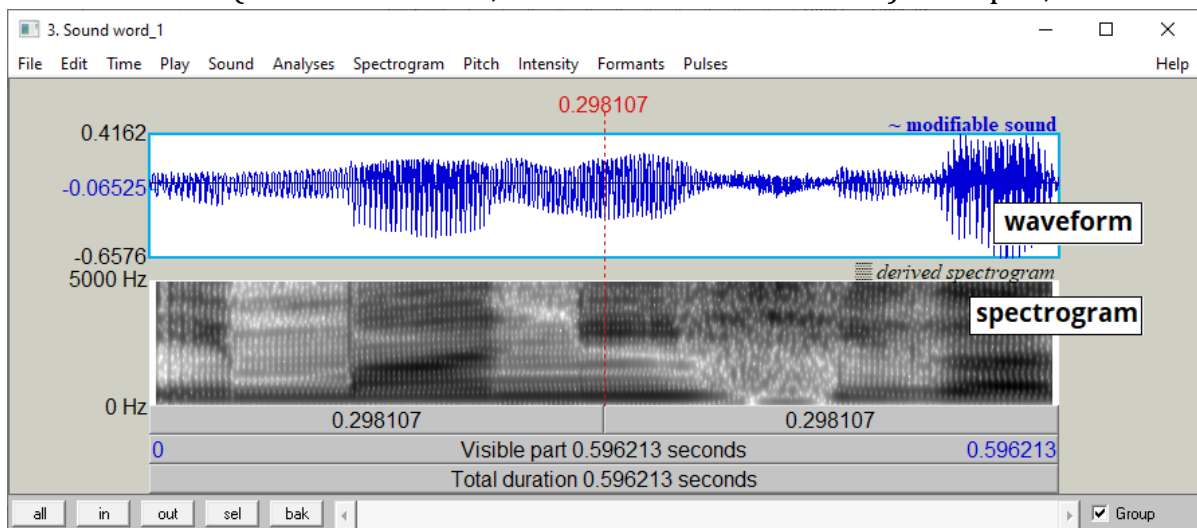 3. Sound word_1
File Edit Time Play Sound Analyses Spectrogram Pitch Intensity Formants Pulses Help
0.298107
~ modifiable sound
0.4162
-0.06525
waveform
-0.6576
5000 Hz
derived spectrogram
spectrogram
0 Hz
0.298107 0.298107
0 Visible part 0.596213 seconds 0.596213
Total duration 0.596213 seconds
all in out sel bak Group